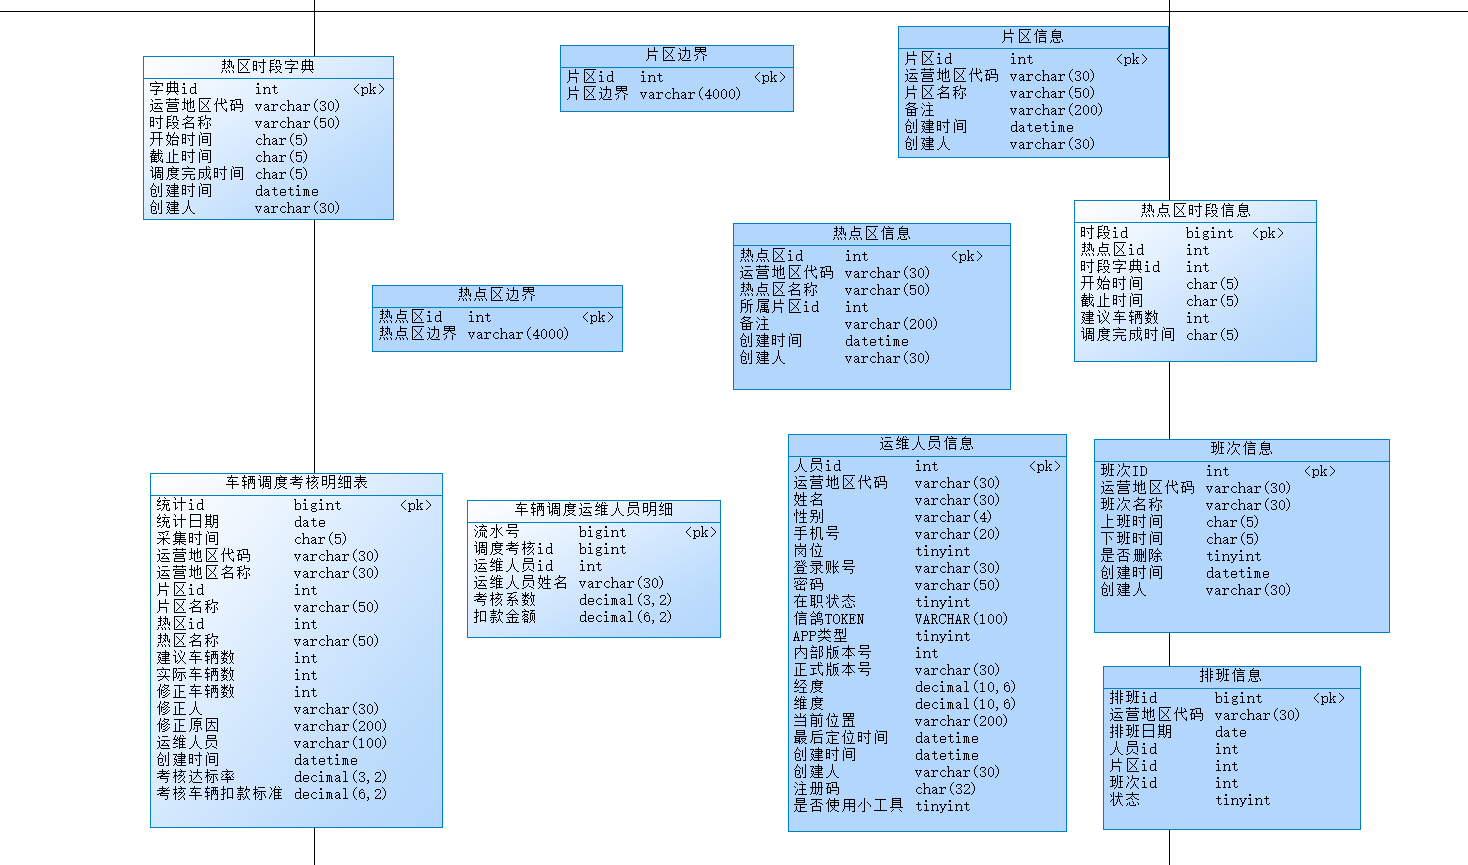 热区时段字典
字典id int <pk>
运营地区代码 varchar(30)
时段名称 varchar(50)
开始时间 char(5)
截止时间 char(5)
调度完成时间 char(5)
创建时间 datetime
创建人 varchar(30)
片区边界
片区id int <pk>
片区边界 varchar(4000)
片区信息
片区id int <pk>
运营地区代码 varchar(30)
片区名称 varchar(50)
备注 varchar(200)
创建时间 datetime
创建人 varchar(30)
热点区边界
热点区id int <pk>
热点区边界 varchar(4000)
热点区信息
热点区id int <pk>
运营地区代码 varchar(30)
热点区名称 varchar(50)
所属片区id int
备注 varchar(200)
创建时间 datetime
创建人 varchar(30)
热点区时段信息
时段id bigint <pk>
热点区id int
时段字典id int
开始时间 char(5)
截止时间 char(5)
建议车辆数 int
调度完成时间 char(5)
车辆调度考核明细表
统计id bigint <pk>
统计日期 date
采集时间 char(5)
运营地区代码 varchar(30)
运营地区名称 varchar(30)
片区id int
片区名称 varchar(50)
热区id int
热区名称 varchar(50)
建议车辆数 int
实际车辆数 int
修正车辆数 int
修正人 varchar(30)
修正原因 varchar(200)
运维人员 varchar(100)
创建时间 datetime
考核达标率 decimal(3,2)
考核车辆扣款标准 decimal(6,2)
车辆调度运维人员明细
流水号 bigint <pk>
调度考核id bigint
运维人员id int
运维人员姓名 varchar(30)
考核系数 decimal(3,2)
扣款金额 decimal(6,2)
运维人员信息
人员id int <pk>
运营地区代码 varchar(30)
姓名 varchar(30)
性别 varchar(4)
手机号 varchar(20)
岗位 tinyint
登录账号 varchar(30)
密码 varchar(50)
在职状态 tinyint
信鸽TOKEN VARCHAR(100)
APP类型 tinyint
内部版本号 int
正式版本号 varchar(30)
经度 decimal(10,6)
维度 decimal(10,6)
当前位置 varchar(200)
最后定位时间 datetime
创建时间 datetime
创建人 varchar(30)
注册码 char(32)
是否使用小工具 tinyint
班次信息
班次ID int <pk>
运营地区代码 varchar(30)
班次名称 varchar(30)
上班时间 char(5)
下班时间 char(5)
是否删除 tinyint
创建时间 datetime
创建人 varchar(30)
排班信息
排班id bigint <pk>
运营地区代码 varchar(30)
排班日期 date
人员id int
片区id int
班次id int
状态 tinyint